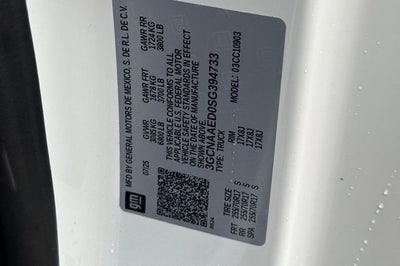 MFD BY GENERAL MOTORS DE MEXICO, S. DE R.L. DE C.V.
07/25 GVWR GAWR FRT GAWR RR
3086 KG 1678 KG 1724 KG
6800 LB 3700 LB 3800 LB
THIS VEHICLE CONFORMS TO ALL
APPLICABLE U.S. FEDERAL MOTOR
VEHICLE SAFETY STANDARDS IN EFFECT
ON THE DATE OF MANUFACTURE
SHOWN ABOVE.
3GCNAAED0SG394733
TYPE: TRUCK MODEL: 03CC10903
gm
TIRE SIZE RIM
FRT 255/70R17 S 17X8J
RR 255/70R17 S 17X8J
SPA 255/70R17 S 17X8J